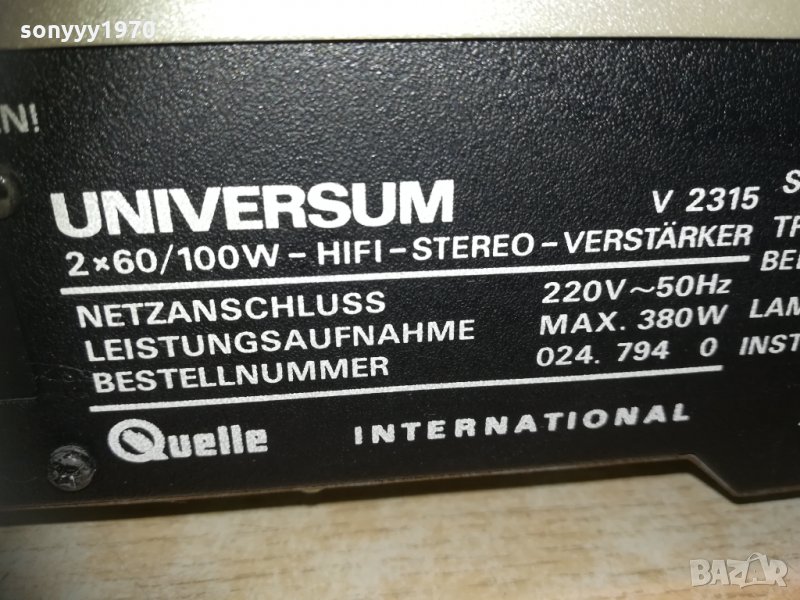 sonyyy1970
UNIVERSUM V 2315
2×60/100W – HIFI – STEREO – VERSTÄRKER
NETZANSCHLUSS 220V~50Hz
LEISTUNGSAUFNAHME MAX. 380W
BESTELLNUMMER 024. 794 0
Quelle INTERNATIONAL
BAZAR